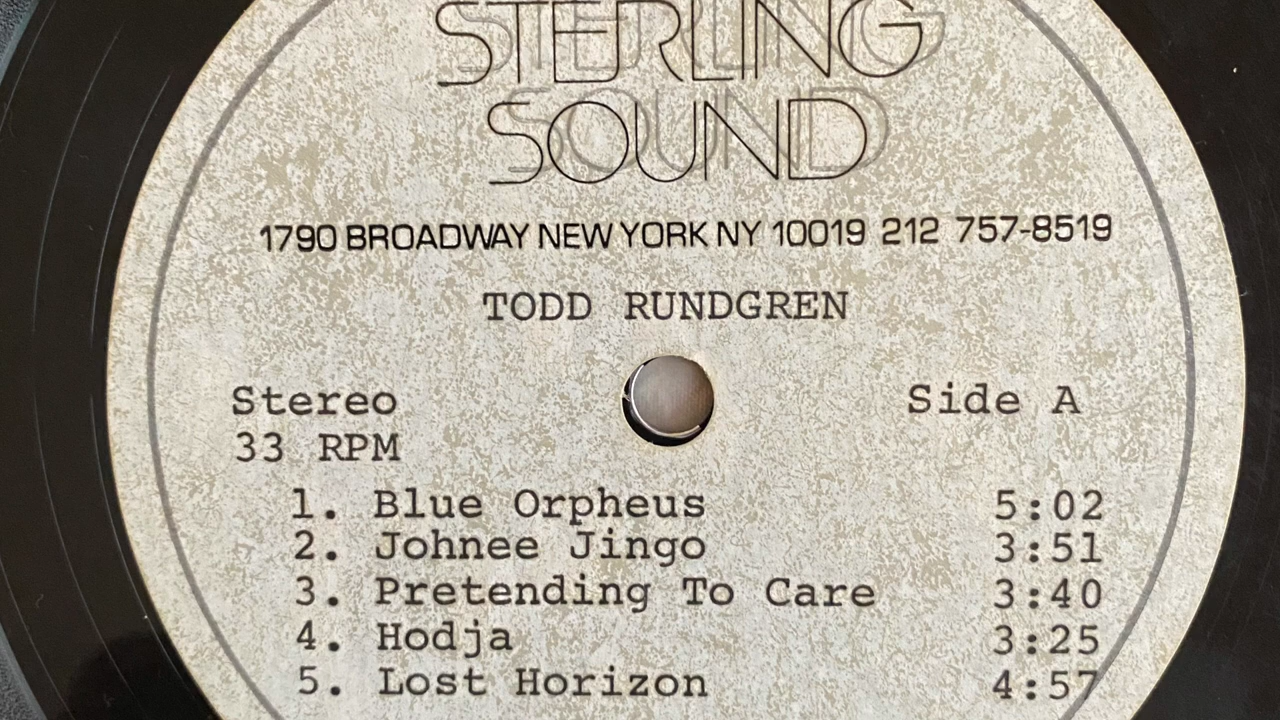 STERLING
SOUND
1790 BROADWAY NEW YORK NY 10019 212 757-8519
TODD RUNDGREN
Stereo Side A
33 RPM
1. Blue Orpheus 5:02
2. Johnee Jingo 3:51
3. Pretending To Care 3:40
4. Hodja 3:25
5. Lost Horizon 4:57